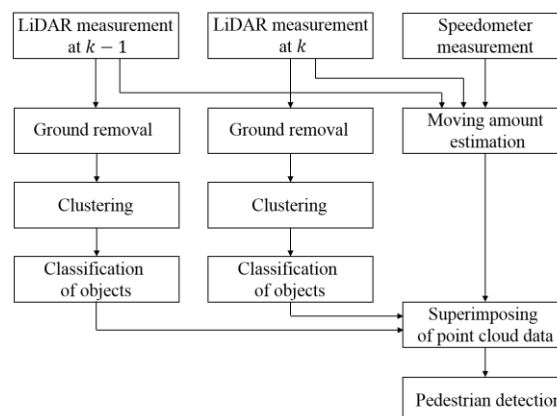 LiDAR measurement
at k − 1
LiDAR measurement
at k
Speedometer
measurement
Ground removal
Ground removal
Moving amount
estimation
Clustering
Clustering
Classification
of objects
Classification
of objects
Superimposing
of point cloud data
Pedestrian detection